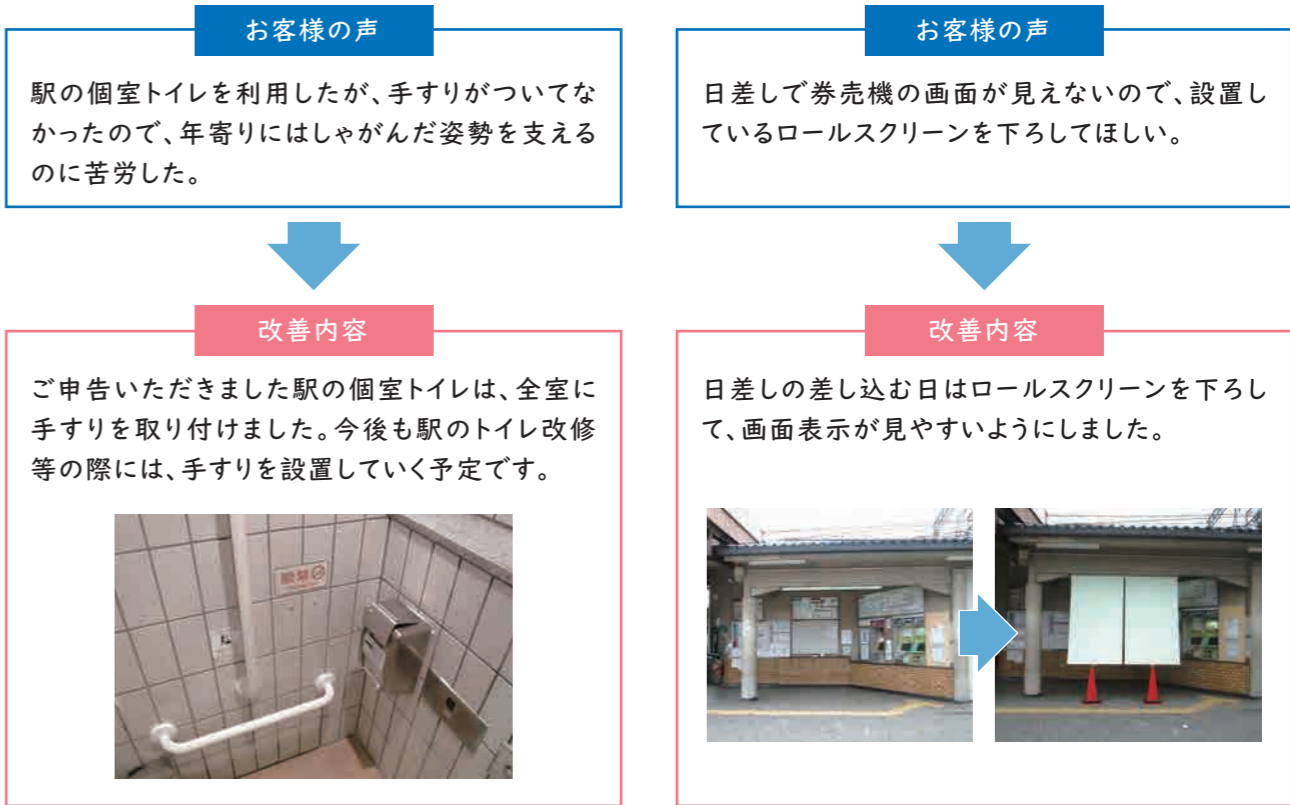 お客様の声
駅の個室トイレを利用したが、手すりがついてな
かったので、年寄りにはしゃがんだ姿勢を支える
のに苦労した。
改善内容
ご申告いただきました駅の個室トイレは、全室に
手すりを取り付けました。今後も駅のトイレ改修
等の際には、手すりを設置していく予定です。
禁煙
お客様の声
日差しで券売機の画面が見えないので、設置し
ているロールスクリーンを下ろしてほしい。
改善内容
日差しの差し込む日はロールスクリーンを下ろし
て、画面表示が見やすいようにしました。